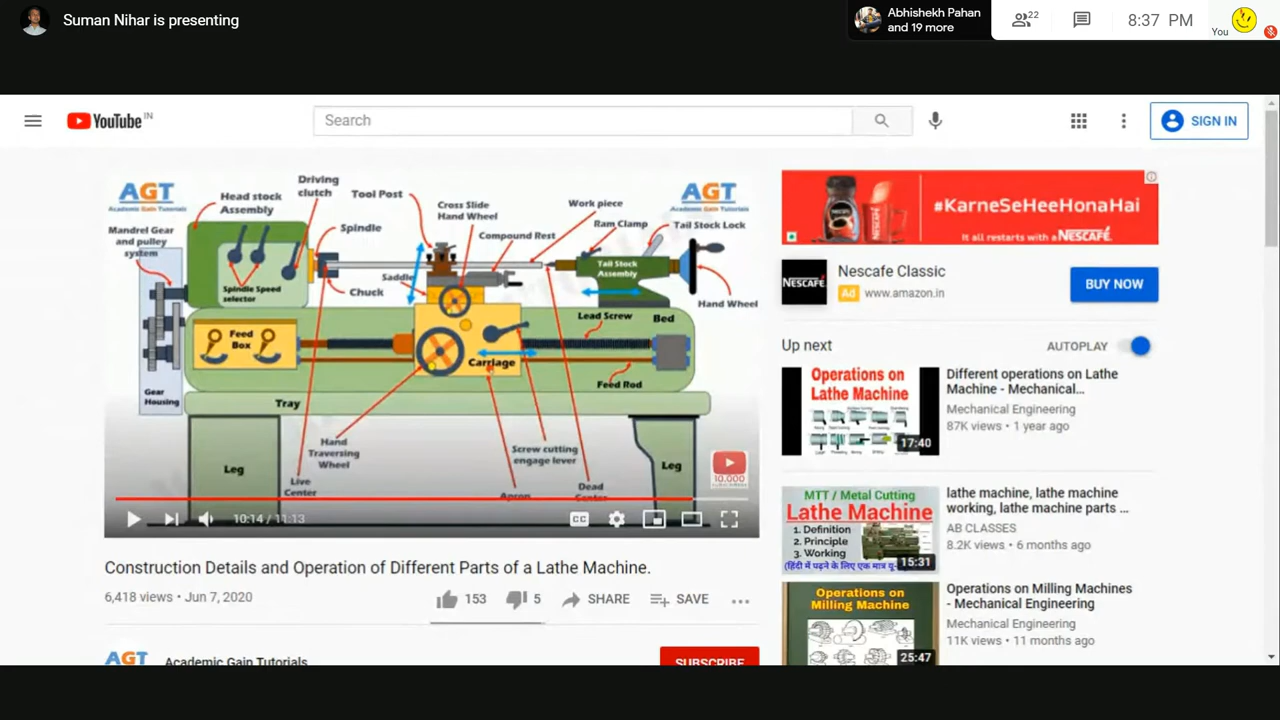 Suman Nihar is presenting
Abhishekh Pahan
and 19 more
22
8:37 PM
You
YouTube IN
Search
SIGN IN
AGT
Academic Gain Tutorials
Head stock
Assembly
Driving
clutch
Tool Post
Cross Slide
Hand Wheel
Work piece
AGT
Academic Gain Tutorials
Mandrel Gear
and pulley
system
Spindle
Compound Rest
Ram Clamp
Tail Stock Lock
Saddle
Tail Stock
Assembly
Spindle Speed
selector
Chuck
Hand Wheel
Lead Screw
Bed
Feed
Box
Carriage
Feed Rod
Gear
Housing
Tray
Hand
Traversing
Wheel
Screw cutting
engage lever
Leg
Leg
Live
Center
Apron
Dead
Center
10,000
10:14 / 11:13
CC
Construction Details and Operation of Different Parts of a Lathe Machine.
6,418 views • Jun 7, 2020
153
5
SHARE
SAVE
AGT
Academic Gain Tutorials
SUBSCRIBE
NESCAFÉ
#KarneSeHeeHonaHai
It all restarts with a NESCAFÉ.
NESCAFÉ
Nescafe Classic
Ad www.amazon.in
BUY NOW
Up next
AUTOPLAY
Operations on
Lathe Machine
17:40
Different operations on Lathe
Machine - Mechanical...
Mechanical Engineering
87K views • 1 year ago
MTT / Metal Cutting
Lathe Machine
1. Definition
2. Principle
3. Working
15:31
lathe machine, lathe machine
working, lathe machine parts ...
AB CLASSES
8.2K views • 6 months ago
Operations on
Milling Machine
25:47
Operations on Milling Machines
- Mechanical Engineering
Mechanical Engineering
11K views • 11 months ago